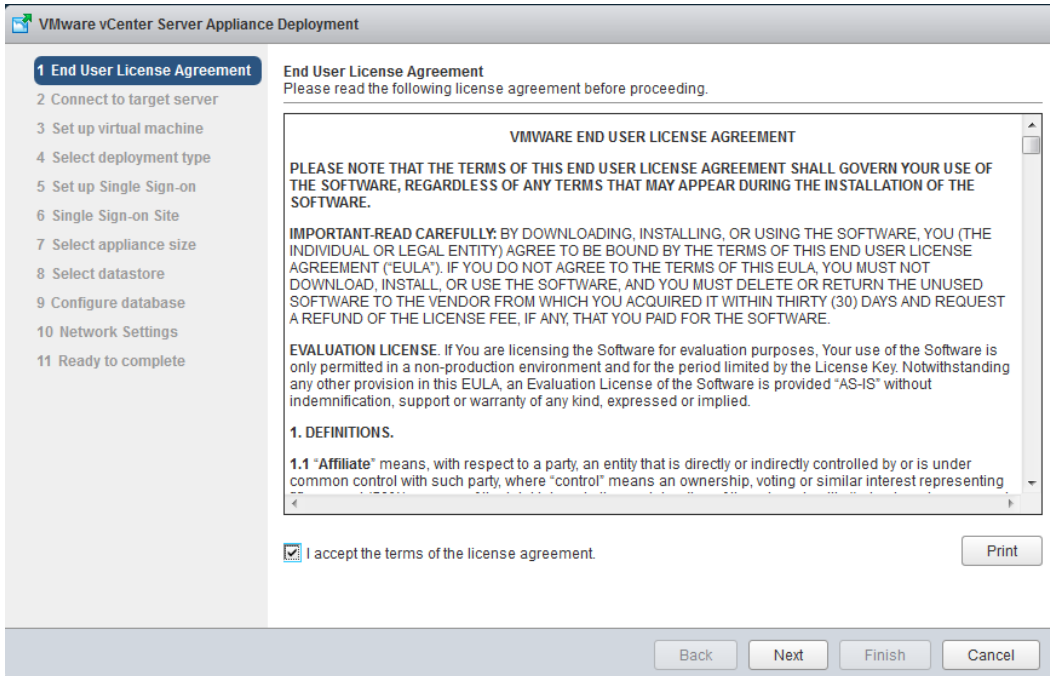 VMware vCenter Server Appliance Deployment
1 End User License Agreement
2 Connect to target server
3 Set up virtual machine
4 Select deployment type
5 Set up Single Sign-on
6 Single Sign-on Site
7 Select appliance size
8 Select datastore
9 Configure database
10 Network Settings
11 Ready to complete
End User License Agreement
Please read the following license agreement before proceeding.
VMWARE END USER LICENSE AGREEMENT
PLEASE NOTE THAT THE TERMS OF THIS END USER LICENSE AGREEMENT SHALL GOVERN YOUR USE OF
THE SOFTWARE, REGARDLESS OF ANY TERMS THAT MAY APPEAR DURING THE INSTALLATION OF THE
SOFTWARE.
IMPORTANT-READ CAREFULLY: BY DOWNLOADING, INSTALLING, OR USING THE SOFTWARE, YOU (THE
INDIVIDUAL OR LEGAL ENTITY) AGREE TO BE BOUND BY THE TERMS OF THIS END USER LICENSE
AGREEMENT (“EULA”). IF YOU DO NOT AGREE TO THE TERMS OF THIS EULA, YOU MUST NOT
DOWNLOAD, INSTALL, OR USE THE SOFTWARE, AND YOU MUST DELETE OR RETURN THE UNUSED
SOFTWARE TO THE VENDOR FROM WHICH YOU ACQUIRED IT WITHIN THIRTY (30) DAYS AND REQUEST
A REFUND OF THE LICENSE FEE, IF ANY, THAT YOU PAID FOR THE SOFTWARE.
EVALUATION LICENSE. If You are licensing the Software for evaluation purposes, Your use of the Software is
only permitted in a non-production environment and for the period limited by the License Key. Notwithstanding
any other provision in this EULA, an Evaluation License of the Software is provided “AS-IS” without
indemnification, support or warranty of any kind, expressed or implied.
1. DEFINITIONS.
1.1 “Affiliate” means, with respect to a party, an entity that is directly or indirectly controlled by or is under
common control with such party, where “control” means an ownership, voting or similar interest representing
I accept the terms of the license agreement.
Print
Back
Next
Finish
Cancel